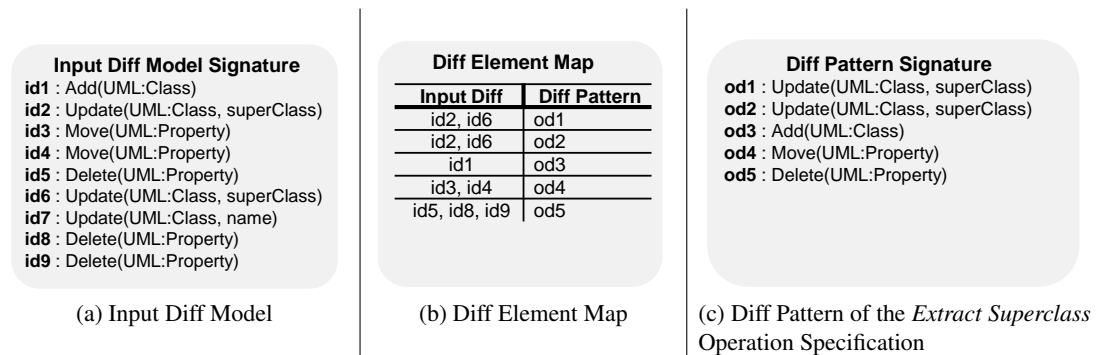 Input Diff Model Signature
id1 : Add(UML:Class)
id2 : Update(UML:Class, superClass)
id3 : Move(UML:Property)
id4 : Move(UML:Property)
id5 : Delete(UML:Property)
id6 : Update(UML:Class, superClass)
id7 : Update(UML:Class, name)
id8 : Delete(UML:Property)
id9 : Delete(UML:Property)
(a) Input Diff Model
Diff Element Map
Input Diff Diff Pattern
id2, id6 od1
id2, id6 od2
id1 od3
id3, id4 od4
id5, id8, id9 od5
(b) Diff Element Map
Diff Pattern Signature
od1 : Update(UML:Class, superClass)
od2 : Update(UML:Class, superClass)
od3 : Add(UML:Class)
od4 : Move(UML:Property)
od5 : Delete(UML:Property)
(c) Diff Pattern of the Extract Superclass
Operation Specification